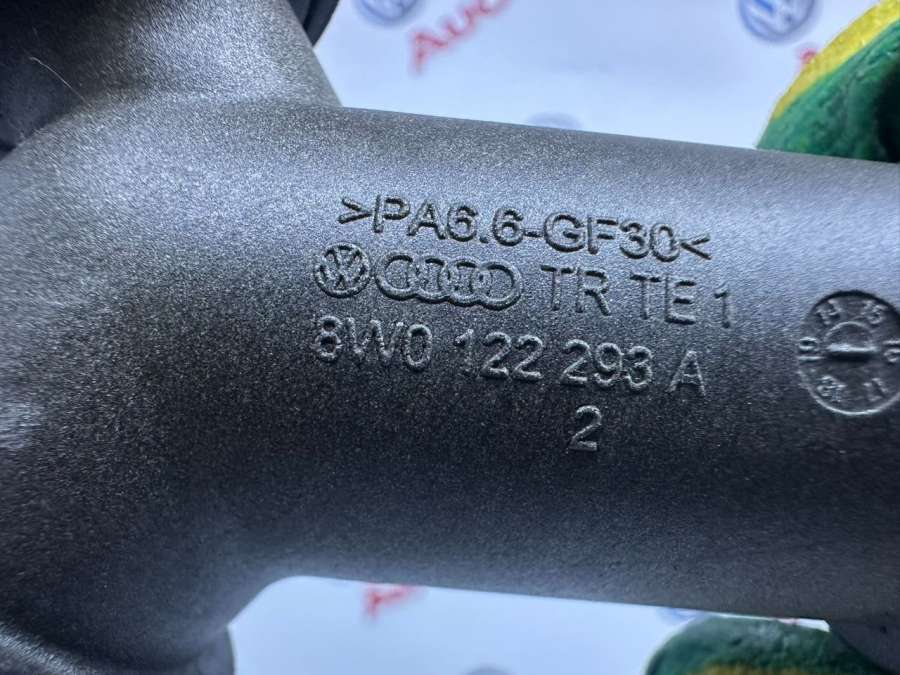 >PA6.6-GF30<
TR TE 1
8W0 122 293 A
2